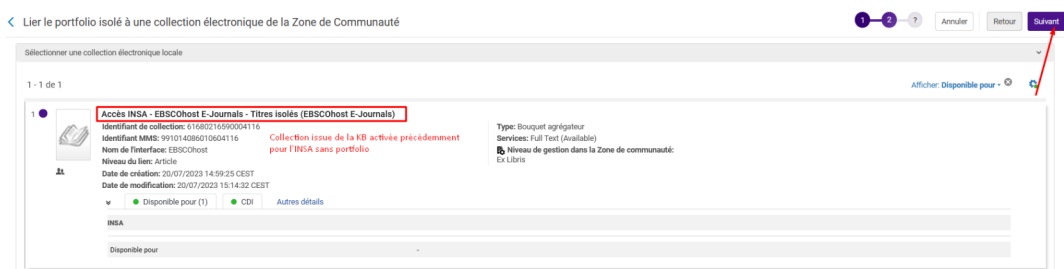 Lier le portfolio isolé à une collection électronique de la Zone de Communauté
1 2 ? Annuler Retour Suivant
Sélectionner une collection électronique locale
1 - 1 de 1
Afficher: Disponible pour
1
Accès INSA - EBSCOhost E-Journals - Titres isolés (EBSCOhost E-Journals)
Identifiant de collection: 61680216590004116
Type: Bouquet agrégateur
Identifiant MMS: 991014086010604116
Collection issue de la KB activée précédemment
Services: Full Text (Available)
Nom de l'interface: EBSCOhost
pour l'INSA sans portfolio
Niveau de gestion dans la Zone de communauté:
Niveau du lien: Article
Ex Libris
Date de création: 20/07/2023 14:59:25 CEST
Date de modification: 20/07/2023 15:14:32 CEST
Disponible pour (1) CDI Autres détails
INSA
Disponible pour -